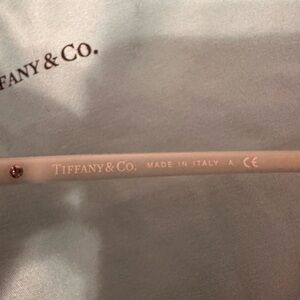 FANY & CO.
TIFFANY & CO. MADE IN ITALY - A CE